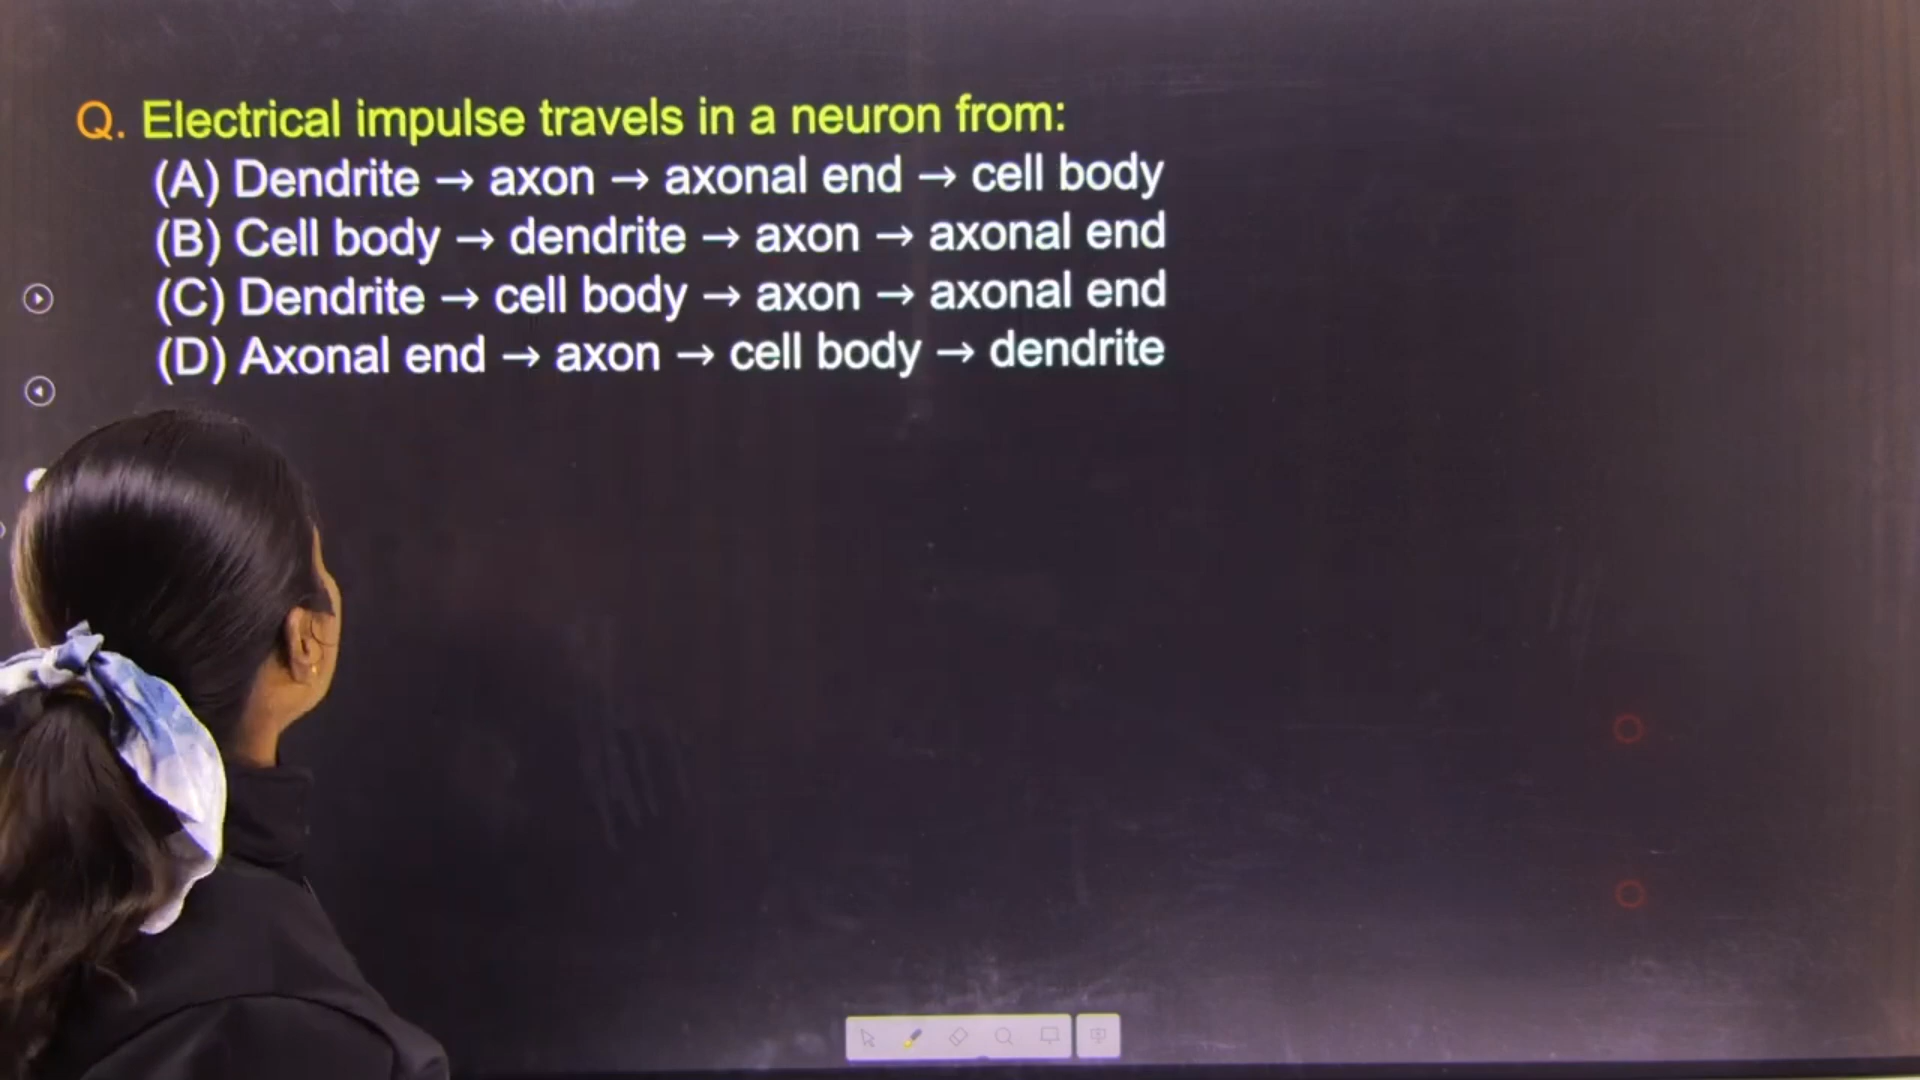 Q. Electrical impulse travels in a neuron from:
(A) Dendrite → axon → axonal end → cell body
(B) Cell body → dendrite → axon → axonal end
(C) Dendrite → cell body → axon → axonal end
(D) Axonal end → axon → cell body → dendrite